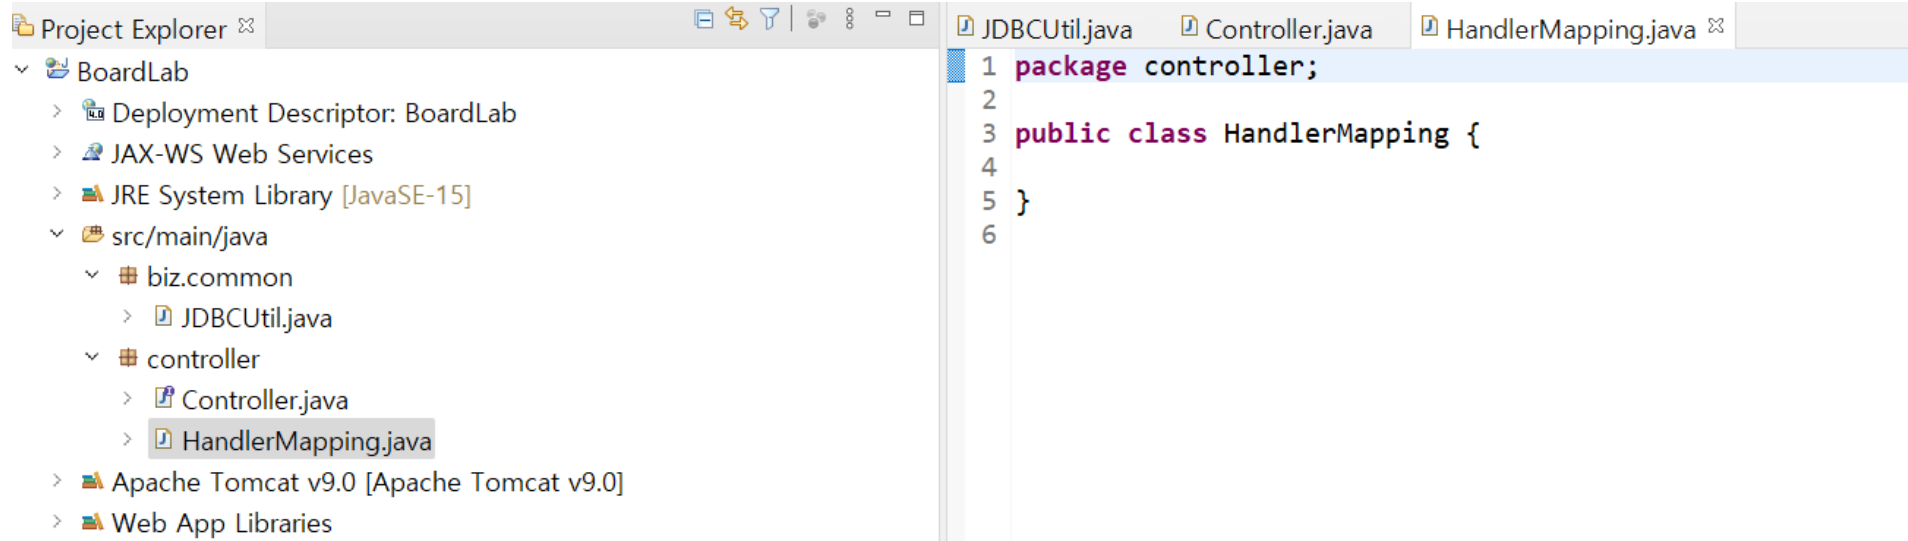 Project Explorer
BoardLab
Deployment Descriptor: BoardLab
JAX-WS Web Services
JRE System Library [JavaSE-15]
src/main/java
biz.common
JDBCUtil.java
controller
Controller.java
HandlerMapping.java
Apache Tomcat v9.0 [Apache Tomcat v9.0]
Web App Libraries
JDBCUtil.java Controller.java HandlerMapping.java
1 package controller;
2
3 public class HandlerMapping {
4
5 }
6